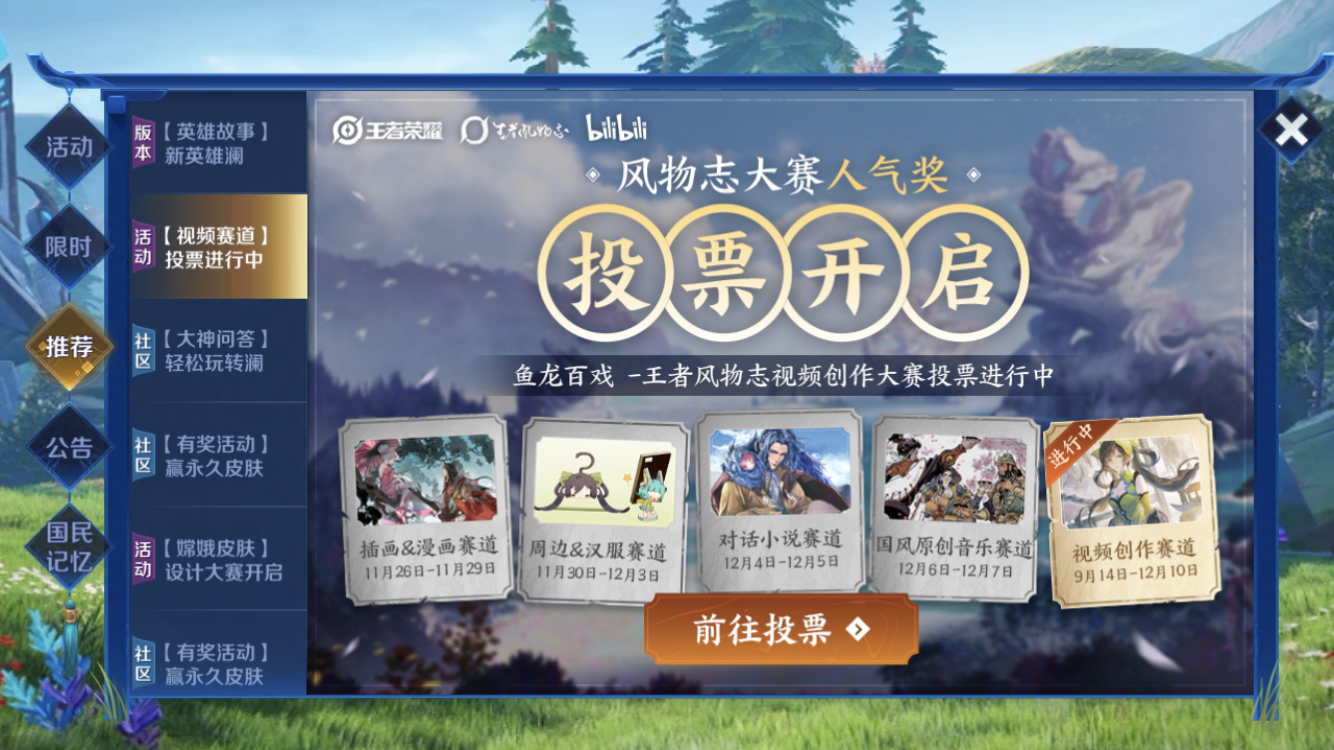 活动
限时
推荐
公告
国民
记忆
版本
【英雄故事】
新英雄澜
活动
【视频赛道】
投票进行中
社区
【大神问答】
轻松玩转澜
社区
【有奖活动】
赢永久皮肤
活动
【嫦娥皮肤】
设计大赛开启
社区
【有奖活动】
赢永久皮肤
王者荣耀 王者风物志 bilibili
风物志大赛人气奖
投票开启
鱼龙百戏 -王者风物志视频创作大赛投票进行中
插画&漫画赛道
11月26日-11月29日
周边&汉服赛道
11月30日-12月3日
对话小说赛道
12月4日-12月5日
国风原创音乐赛道
12月6日-12月7日
进行中
视频创作赛道
9月14日-12月10日
前往投票